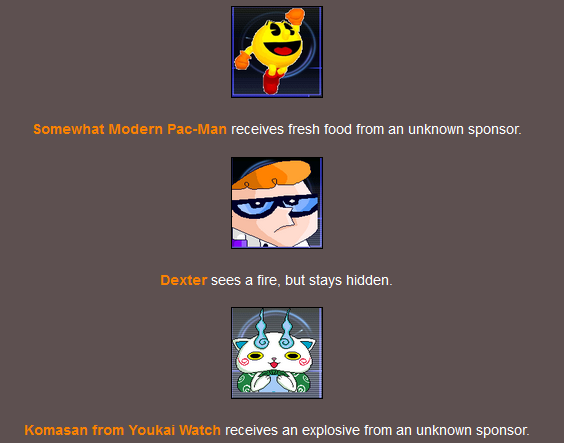 Somewhat Modern Pac-Man receives fresh food from an unknown sponsor.
Dexter sees a fire, but stays hidden.
Komasan from Youkai Watch receives an explosive from an unknown sponsor.